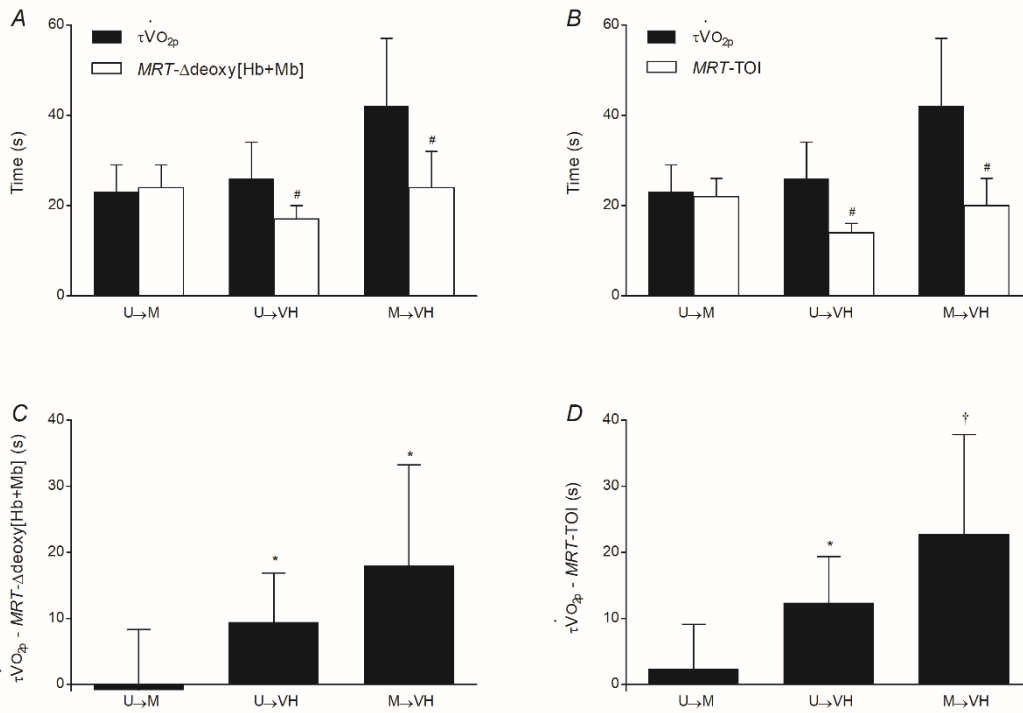 A
60
40
20
0
Time (s)
τV̇O₂ₚ
MRT-Δdeoxy[Hb+Mb]
#
#
U→M
U→VH
M→VH
B
60
40
20
0
Time (s)
τV̇O₂ₚ
MRT-TOI
#
#
U→M
U→VH
M→VH
C
40
30
20
10
0
τV̇O₂ₚ - MRT-Δdeoxy[Hb+Mb] (s)
*
*
U→M
U→VH
M→VH
D
40
30
20
10
0
τV̇O₂ₚ - MRT-TOI (s)
*
†
U→M
U→VH
M→VH